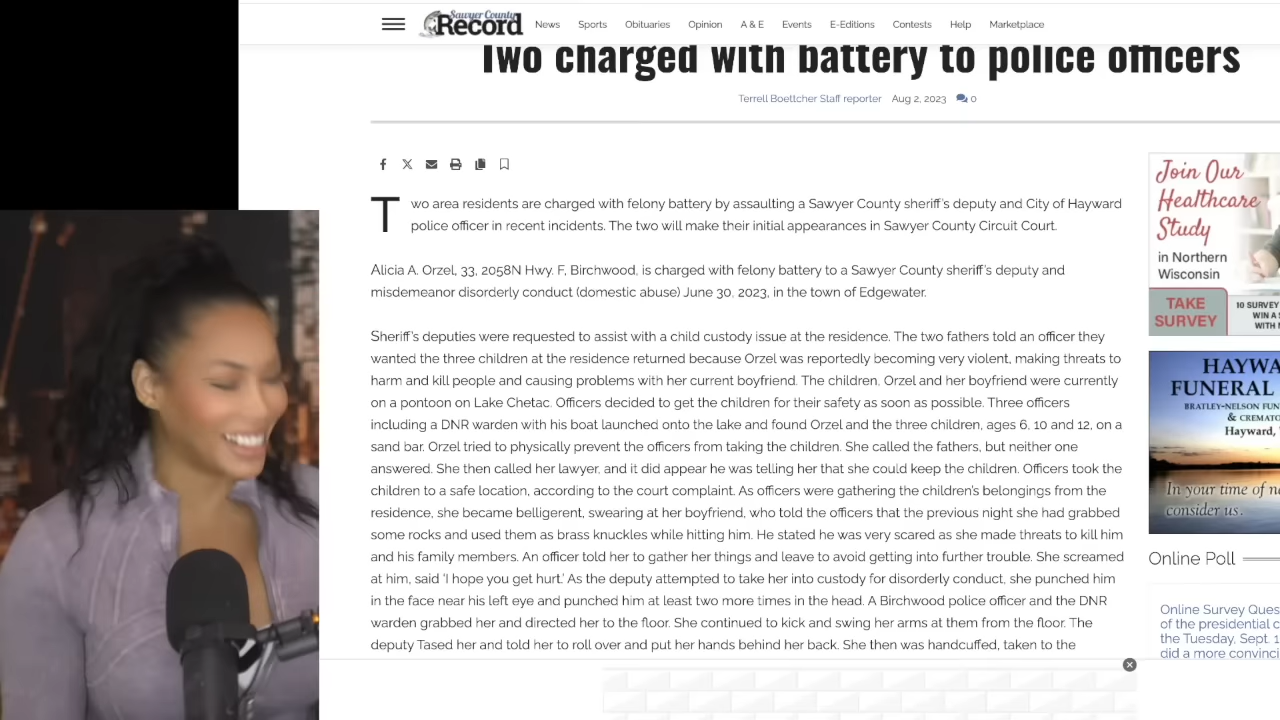 Sawyer County
Record
News Sports Obituaries Opinion A & E Events E-Editions Contests Help Marketplace
Two charged with battery to police officers
Terrell Boettcher Staff reporter Aug 2, 2023 0
Two area residents are charged with felony battery by assaulting a Sawyer County sheriff's deputy and City of Hayward
police officer in recent incidents. The two will make their initial appearances in Sawyer County Circuit Court.
Alicia A. Orzel, 33, 2058N Hwy. F, Birchwood, is charged with felony battery to a Sawyer County sheriff's deputy and
misdemeanor disorderly conduct (domestic abuse) June 30, 2023, in the town of Edgewater.
Sheriff's deputies were requested to assist with a child custody issue at the residence. The two fathers told an officer they
wanted the three children at the residence returned because Orzel was reportedly becoming very violent, making threats to
harm and kill people and causing problems with her current boyfriend. The children, Orzel and her boyfriend were currently
on a pontoon on Lake Chetac. Officers decided to get the children for their safety as soon as possible. Three officers
including a DNR warden with his boat launched onto the lake and found Orzel and the three children, ages 6, 10 and 12, on a
sand bar. Orzel tried to physically prevent the officers from taking the children. She called the fathers, but neither one
answered. She then called her lawyer, and it did appear he was telling her that she could keep the children. Officers took the
children to a safe location, according to the court complaint. As officers were gathering the children's belongings from the
residence, she became belligerent, swearing at her boyfriend, who told the officers that the previous night she had grabbed
some rocks and used them as brass knuckles while hitting him. He stated he was very scared as she made threats to kill him
and his family members. An officer told her to gather her things and leave to avoid getting into further trouble. She screamed
at him, said 'I hope you get hurt.' As the deputy attempted to take her into custody for disorderly conduct, she punched him
in the face near his left eye and punched him at least two more times in the head. A Birchwood police officer and the DNR
warden grabbed her and directed her to the floor. She continued to kick and swing her arms at them from the floor. The
deputy Tased her and told her to roll over and put her hands behind her back. She then was handcuffed, taken to the
Join Our
Healthcare
Study
in Northern
Wisconsin
TAKE
SURVEY
10 SURVEY
WIN A
WITH
HAYWA
FUNERAL
BRATLEY-NELSON FUN
& CREMATO
Hayward,
In your time of n
consider us.
Online Poll
Online Survey Ques
of the presidential c
the Tuesday, Sept. 1
did a more convinci